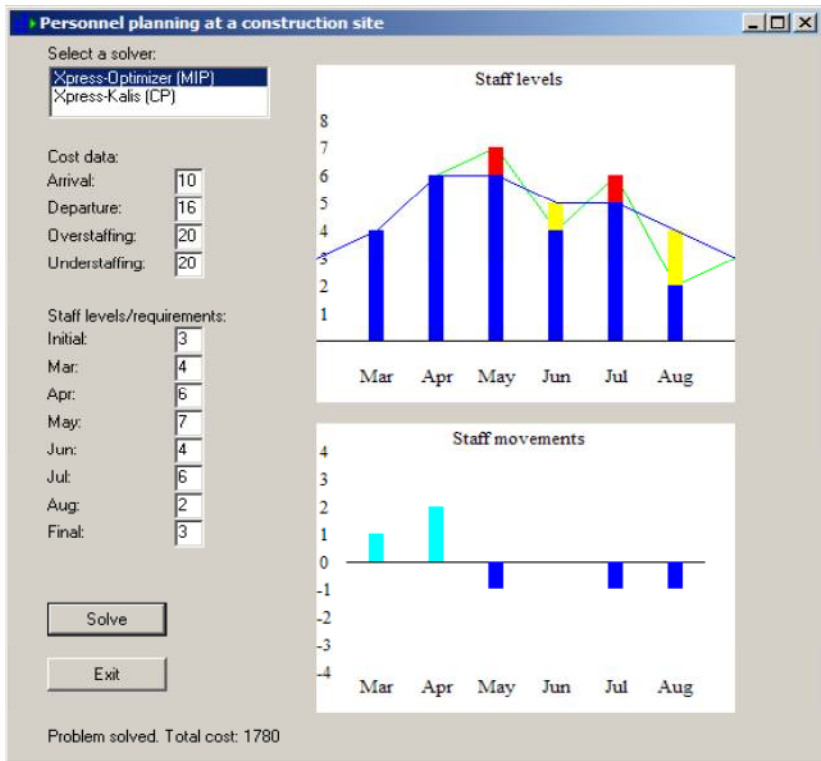 Personnel planning at a construction site
Select a solver:
Xpress-Optimizer (MIP)
Xpress-Kalis (CP)
Cost data:
Arrival: 10
Departure: 16
Overstaffing: 20
Understaffing: 20
Staff levels/requirements:
Initial: 3
Mar: 4
Apr: 6
May: 7
Jun: 4
Jul: 6
Aug: 2
Final: 3
Solve
Exit
Problem solved. Total cost: 1780
Staff levels
8
7
6
5
4
3
2
1
Mar Apr May Jun Jul Aug
Staff movements
4
3
2
1
0
-1
-2
-3
-4
Mar Apr May Jun Jul Aug